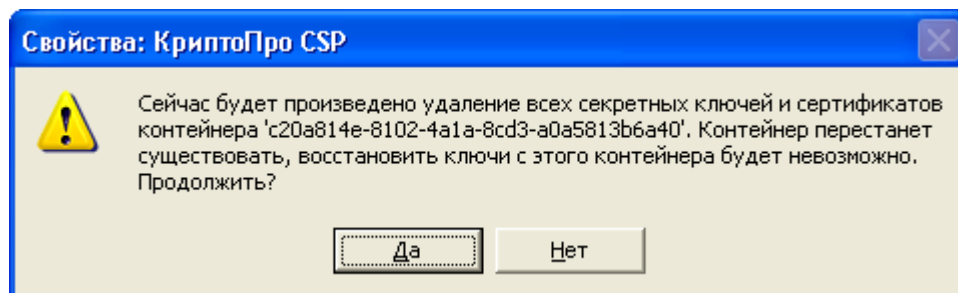 Свойства: КриптоПро CSP
Сейчас будет произведено удаление всех секретных ключей и сертификатов
контейнера 'c20a814e-8102-4a1a-8cd3-a0a5813b6a40'. Контейнер перестанет
существовать, восстановить ключи с этого контейнера будет невозможно.
Продолжить?
Да
Нет